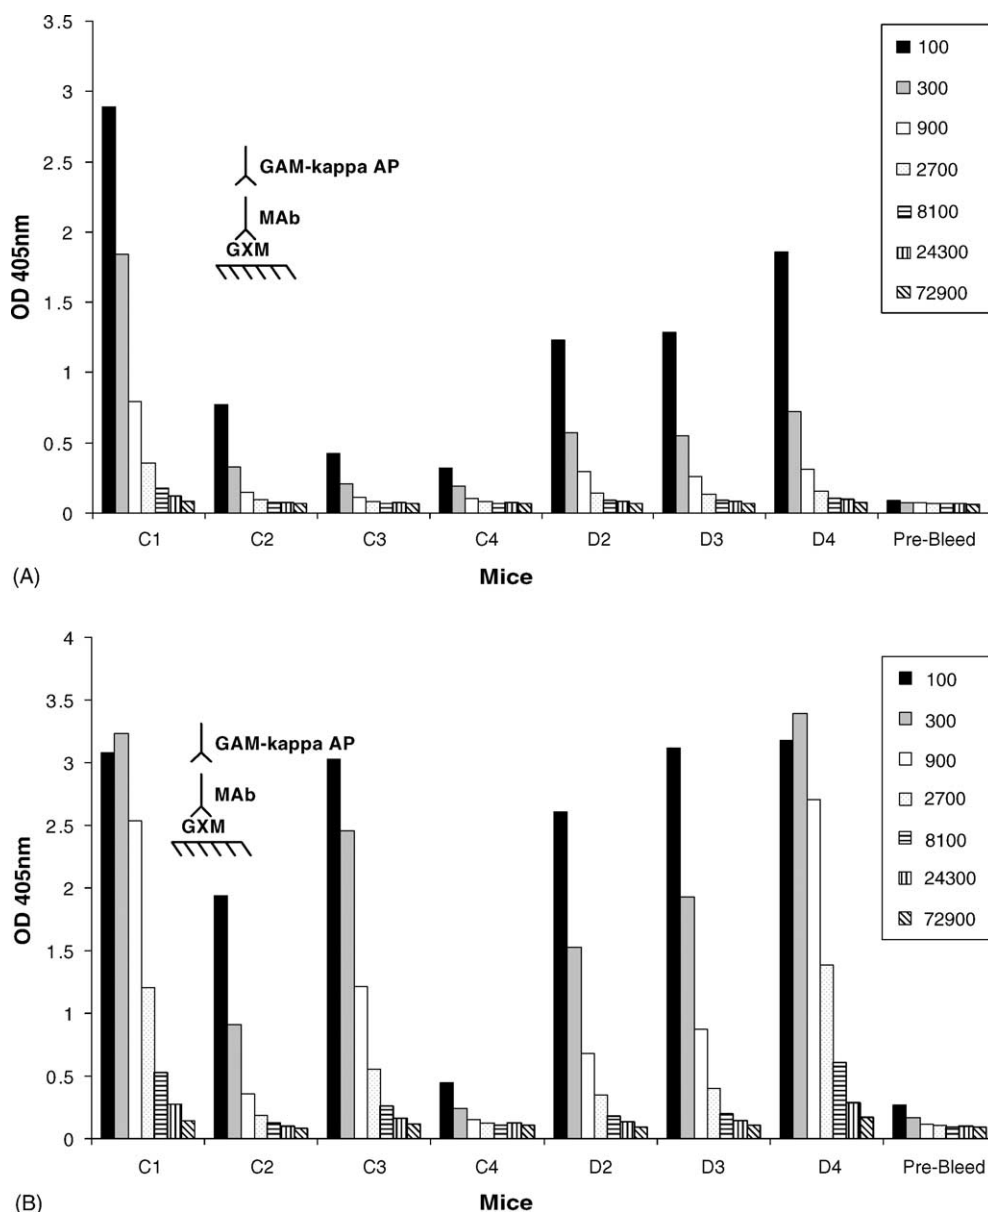 3.5
3
2.5
2
1.5
1
0.5
0
OD 405nm
GAM-kappa AP
MAb
GXM
100
300
900
2700
8100
24300
72900
C1 C2 C3 C4 D2 D3 D4 Pre-Bleed
Mice
(A)
4
3.5
3
2.5
2
1.5
1
0.5
0
OD 405nm
GAM-kappa AP
MAb
GXM
100
300
900
2700
8100
24300
72900
C1 C2 C3 C4 D2 D3 D4 Pre-Bleed
Mice
(B)